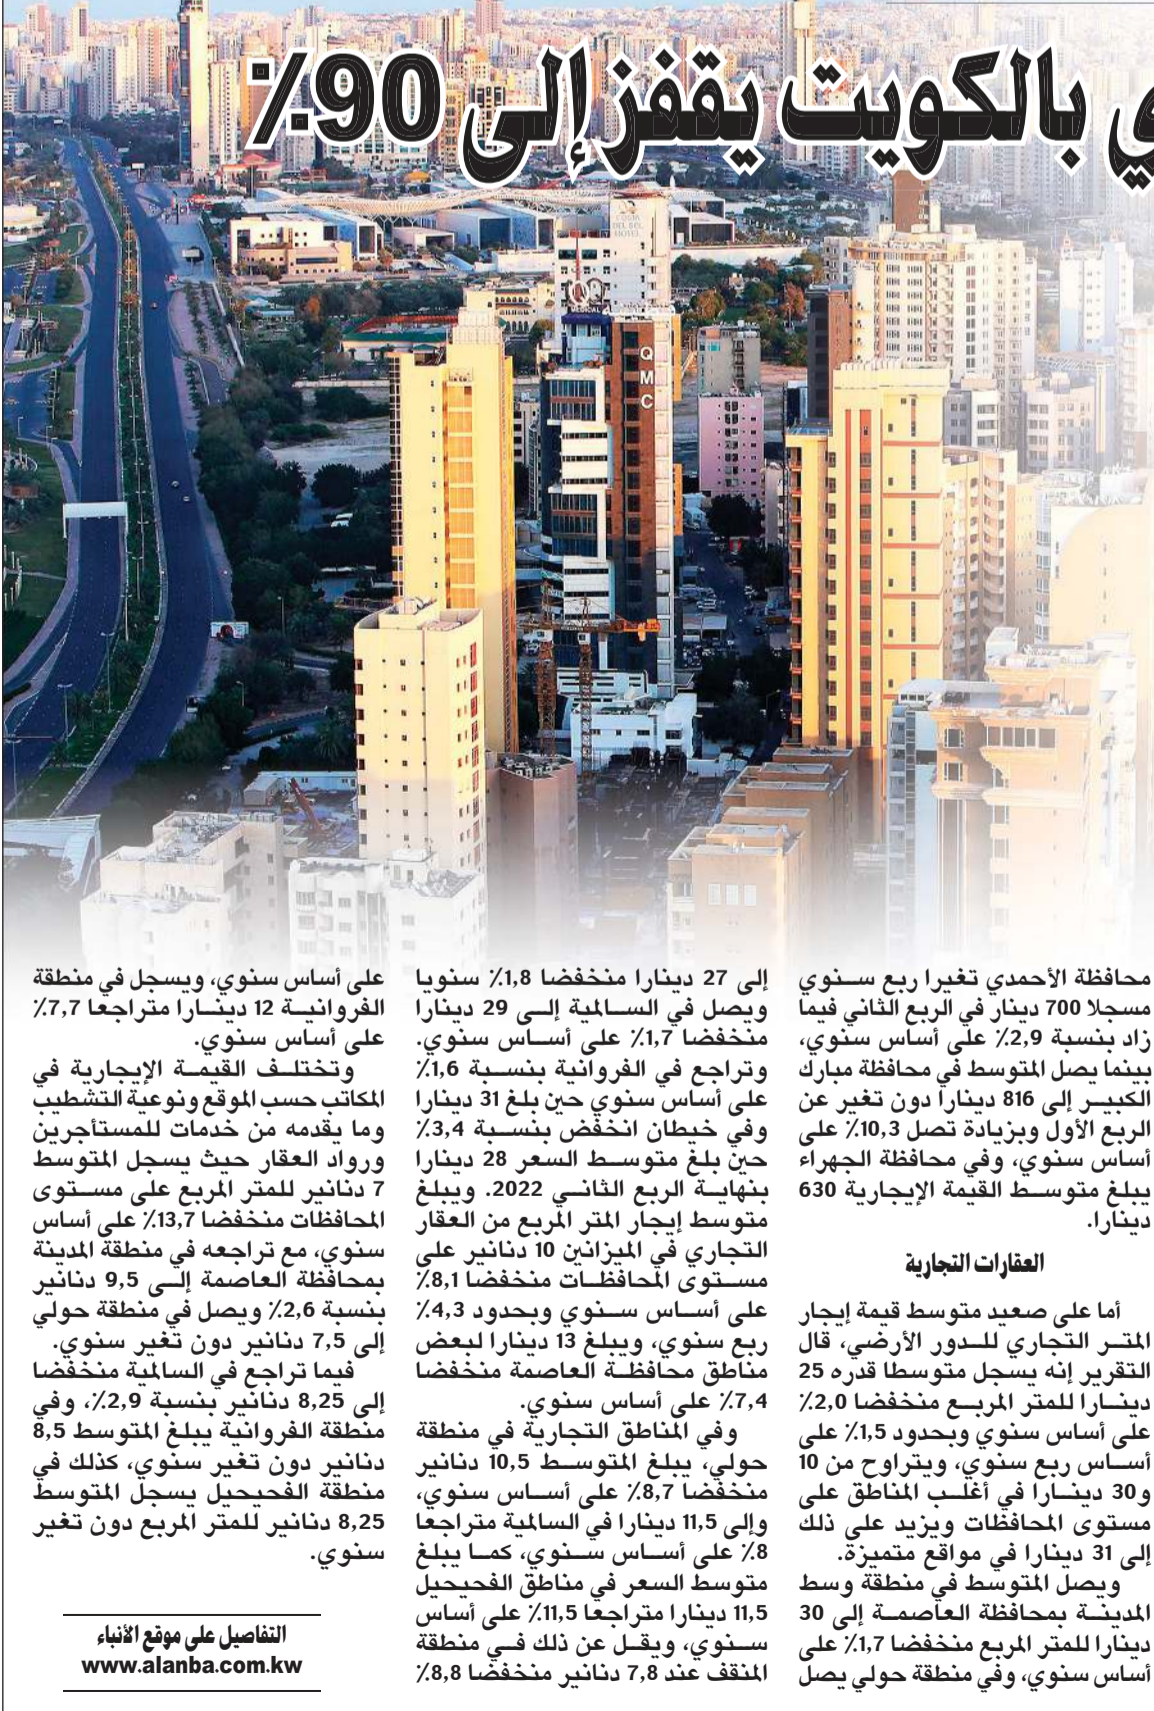 ي بالكويت يقفز إلى 90٪
COSTA
DEL SOL
HOTEL
MEDICAL
Q
M
C
محافظة الأحمدي تغيرا ربع سنوي
مسجلا 700 دينار في الربع الثاني فيما
زاد بنسبة 2,9٪ على أساس سنوي،
بينما يصل المتوسط في محافظة مبارك
الكبير إلى 816 دينارا دون تغير عن
الربع الأول وبزيادة تصل 10,3٪ على
أساس سنوي، وفي محافظة الجهراء
يبلغ متوسط القيمة الإيجارية 630
دينارا.
العقارات التجارية
أما على صعيد متوسط قيمة إيجار
المتر التجاري للدور الأرضي، قال
التقرير إنه يسجل متوسطا قدره 25
دينارا للمتر المربع منخفضا 2,0٪
على أساس سنوي وبحدود 1,5٪ على
أساس ربع سنوي، ويتراوح من 10
و30 دينارا في أغلب المناطق على
مستوى المحافظات ويزيد على ذلك
إلى 31 دينارا في مواقع متميزة.
ويصل المتوسط في منطقة وسط
المدينة بمحافظة العاصمة إلى 30
دينارا للمتر المربع منخفضا 1,7٪ على
أساس سنوي، وفي منطقة حولي يصل
إلى 27 دينارا منخفضا 1,8٪ سنويا
ويصل في السالمية إلى 29 دينارا
منخفضا 1,7٪ على أساس سنوي.
وتراجع في الفروانية بنسبة 1,6٪
على أساس سنوي حين بلغ 31 دينارا
وفي خيطان انخفض بنسبة 3,4٪
حين بلغ متوسط السعر 28 دينارا
بنهاية الربع الثاني 2022. ويبلغ
متوسط إيجار المتر المربع من العقار
التجاري في الميزانين 10 دنانير على
مستوى المحافظات منخفضا 8,1٪
على أساس سنوي وبحدود 4,3٪
ربع سنوي، ويبلغ 13 دينارا لبعض
مناطق محافظة العاصمة منخفضا
7,4٪ على أساس سنوي.
وفي المناطق التجارية في منطقة
حولي، يبلغ المتوسط 10,5 دنانير
منخفضا 8,7٪ على أساس سنوي،
وإلى 11,5 دينارا في السالمية متراجعا
8٪ على أساس سنوي، كما يبلغ
متوسط السعر في مناطق الفحيحيل
11,5 دينارا متراجعا 11,5٪ على أساس
سنوي، ويقل عن ذلك في منطقة
المنقف عند 7,8 دنانير منخفضا 8,8٪
على أساس سنوي، ويسجل في منطقة
الفروانية 12 دينارا متراجعا 7,7٪
على أساس سنوي.
وتختلف القيمة الإيجارية في
المكاتب حسب الموقع ونوعية التشطيب
وما يقدمه من خدمات للمستأجرين
ورواد العقار حيث يسجل المتوسط
7 دنانير للمتر المربع على مستوى
المحافظات منخفضا 13,7٪ على أساس
سنوي، مع تراجعه في منطقة المدينة
بمحافظة العاصمة إلى 9,5 دنانير
بنسبة 2,6٪ ويصل في منطقة حولي
إلى 7,5 دنانير دون تغير سنوي.
فيما تراجع في السالمية منخفضا
إلى 8,25 دنانير بنسبة 2,9٪، وفي
منطقة الفروانية يبلغ المتوسط 8,5
دنانير دون تغير سنوي، كذلك في
منطقة الفحيحيل يسجل المتوسط
8,25 دنانير للمتر المربع دون تغير
سنوي.
التفاصيل على موقع الأنباء
www.alanba.com.kw